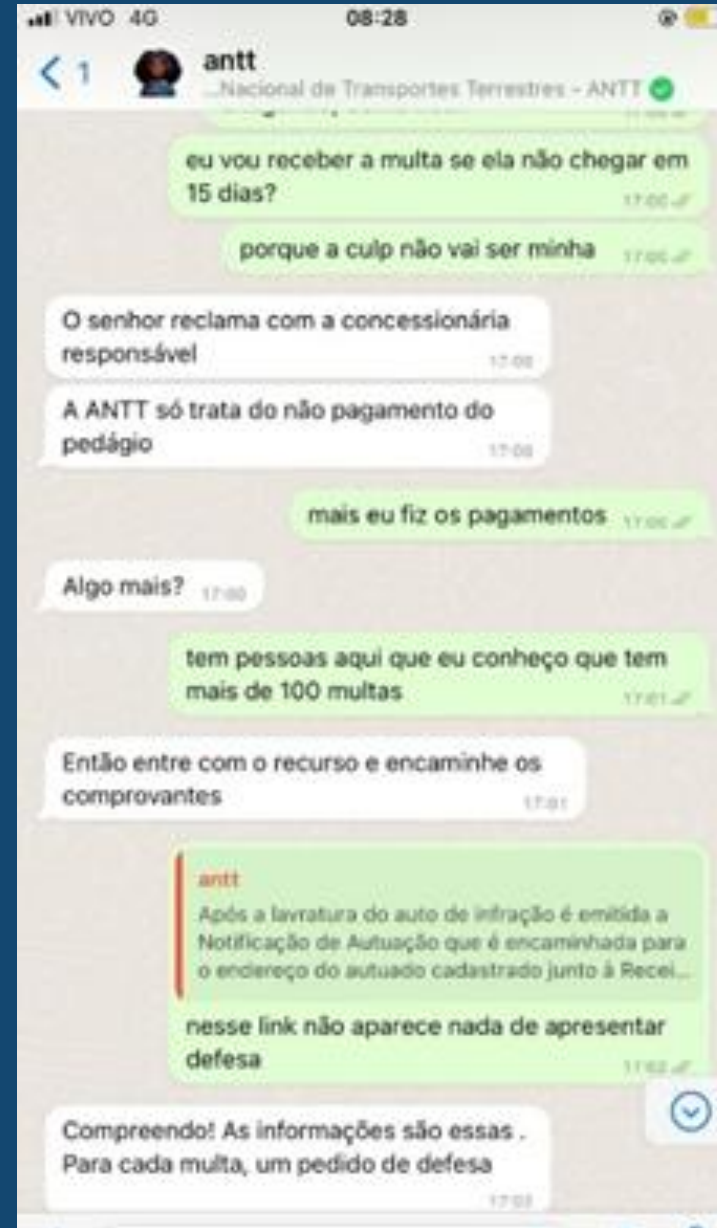 VIVO 4G 08:28
1 antt
...Nacional de Transportes Terrestres - ANTT
eu vou receber a multa se ela não chegar em
15 dias?
porque a culp não vai ser minha
O senhor reclama com a concessionária
responsável
A ANTT só trata do não pagamento do
pedágio
mais eu fiz os pagamentos
Algo mais?
tem pessoas aqui que eu conheço que tem
mais de 100 multas
17:01
Então entre com o recurso e encaminhe os
comprovantes
17:01
antt
Após a lavratura do auto de infração é emitida a
Notificação de Autuação que é encaminhada para
o endereço do autuado cadastrado junto à Recei...
nesse link não aparece nada de apresentar
defesa
Compreendo! As informações são essas .
Para cada multa, um pedido de defesa